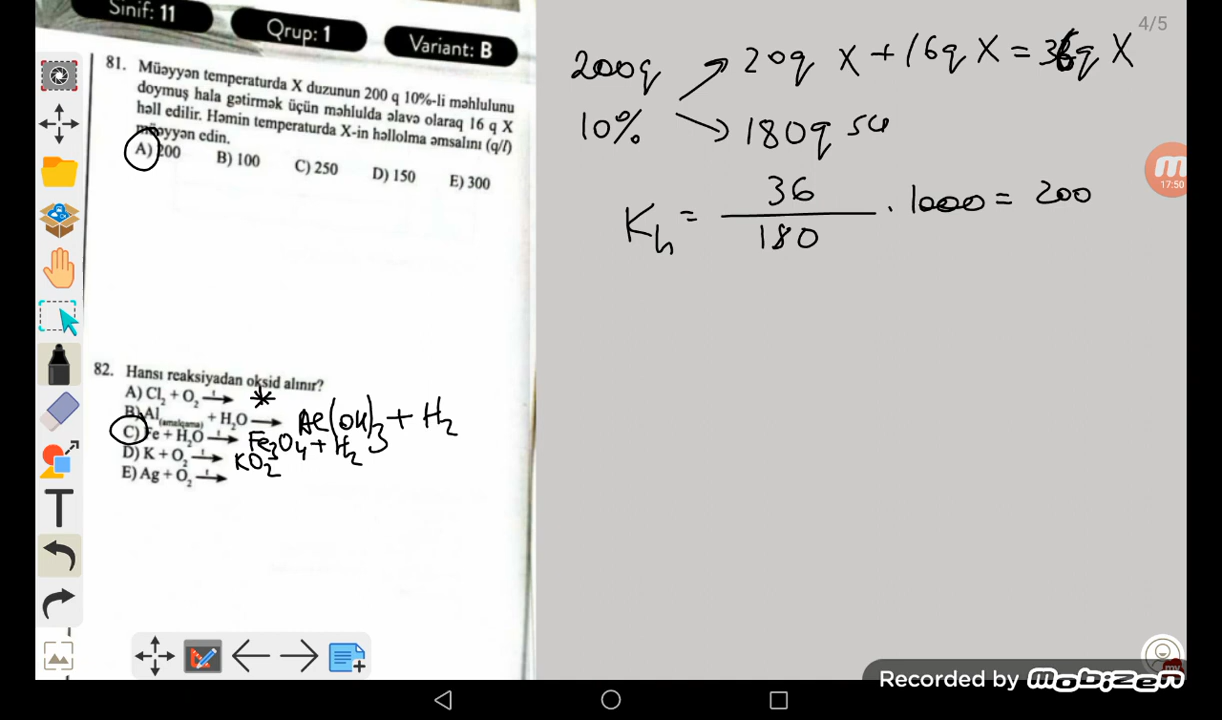 Sinif: 11
Qrup: 1
Variant: B
4/5
81. Müəyyən temperaturda X duzunun 200 q 10%-li məhlulunu
doymuş hala gətirmək üçün məhlulda əlavə olaraq 16 q X
həll edilir. Həmin temperaturda X-in həllolma əmsalını (q/l)
müəyyən edin.
A) 200 B) 100 C) 250 D) 150 E) 300
200q
10%
20q X + 16q X = 36q X
180q su
Kh = 36/180 · 1000 = 200
82. Hansı reaksiyadan oksid alınır?
A) Cl₂ + O₂ →ᵗ *
B) Al(amalqama) + H₂O → Al(OH)₃ + H₂
C) Fe + H₂O →ᵗ Fe₃O₄ + H₂
D) K + O₂ →ᵗ KO₂
E) Ag + O₂ →ᵗ
T
17:50
Recorded by mobizen